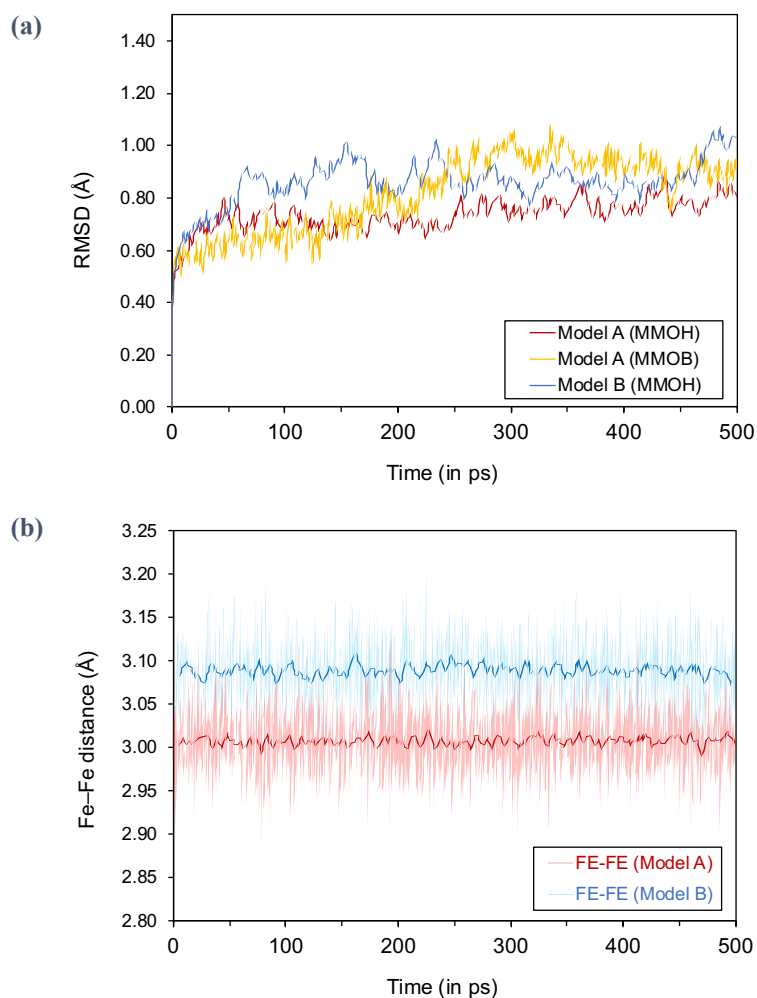 (a)
1.40
1.20
1.00
0.80
0.60
0.40
0.20
0.00
RMSD (Å)
Model A (MMOH)
Model A (MMOB)
Model B (MMOH)
0 100 200 300 400 500
Time (in ps)
(b)
3.25
3.20
3.15
3.10
3.05
3.00
2.95
2.90
2.85
2.80
Fe–Fe distance (Å)
FE-FE (Model A)
FE-FE (Model B)
0 100 200 300 400 500
Time (in ps)